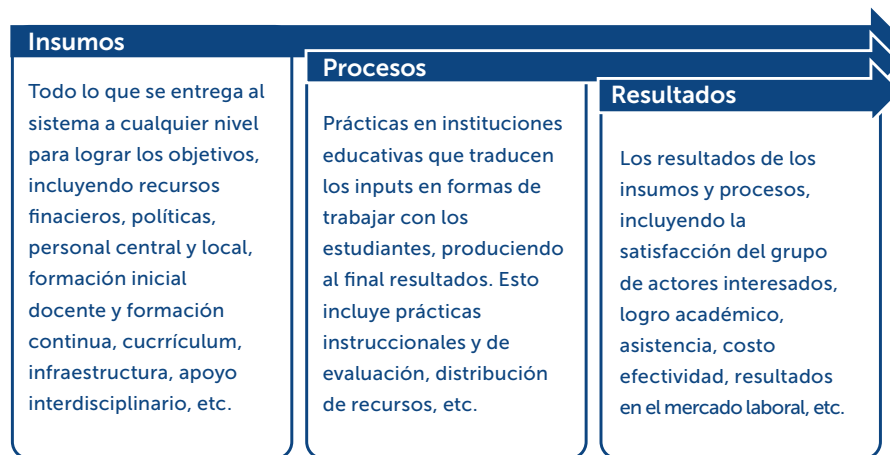 Insumos
Todo lo que se entrega al
sistema a cualquier nivel
para lograr los objetivos,
incluyendo recursos
finacieros, políticas,
personal central y local,
formación inicial
docente y formación
continua, cucrrículum,
infraestructura, apoyo
interdisciplinario, etc.
Procesos
Prácticas en instituciones
educativas que traducen
los inputs en formas de
trabajar con los
estudiantes, produciendo
al final resultados. Esto
incluye prácticas
instruccionales y de
evaluación, distribución
de recursos, etc.
Resultados
Los resultados de los
insumos y procesos,
incluyendo la
satisfacción del grupo
de actores interesados,
logro académico,
asistencia, costo
efectividad, resultados
en el mercado laboral, etc.